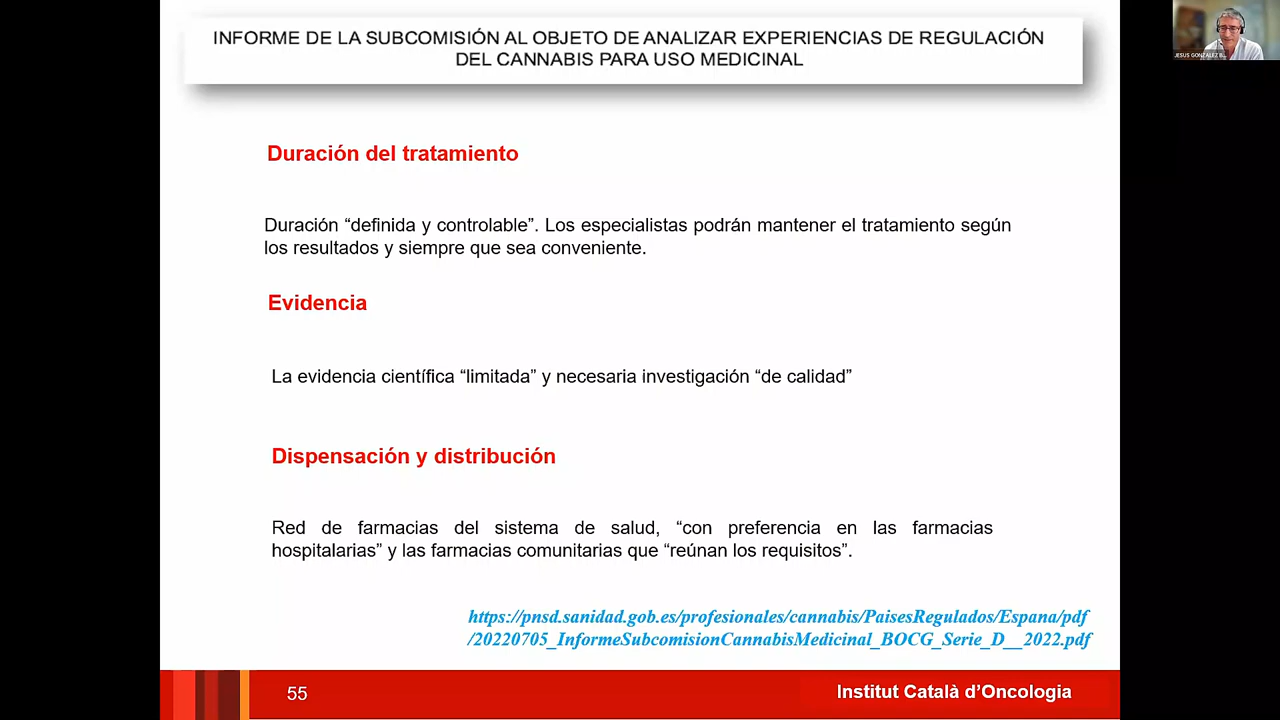 INFORME DE LA SUBCOMISIÓN AL OBJETO DE ANALIZAR EXPERIENCIAS DE REGULACIÓN
DEL CANNABIS PARA USO MEDICINAL
JESUS GONZALEZ B...
Duración del tratamiento
Duración “definida y controlable”. Los especialistas podrán mantener el tratamiento según
los resultados y siempre que sea conveniente.
Evidencia
La evidencia científica “limitada” y necesaria investigación “de calidad”
Dispensación y distribución
Red de farmacias del sistema de salud, “con preferencia en las farmacias
hospitalarias” y las farmacias comunitarias que “reúnan los requisitos”.
https://pnsd.sanidad.gob.es/profesionales/cannabis/PaisesRegulados/Espana/pdf
/20220705_InformeSubcomisionCannabisMedicinal_BOCG_Serie_D__2022.pdf
55
Institut Català d’Oncologia